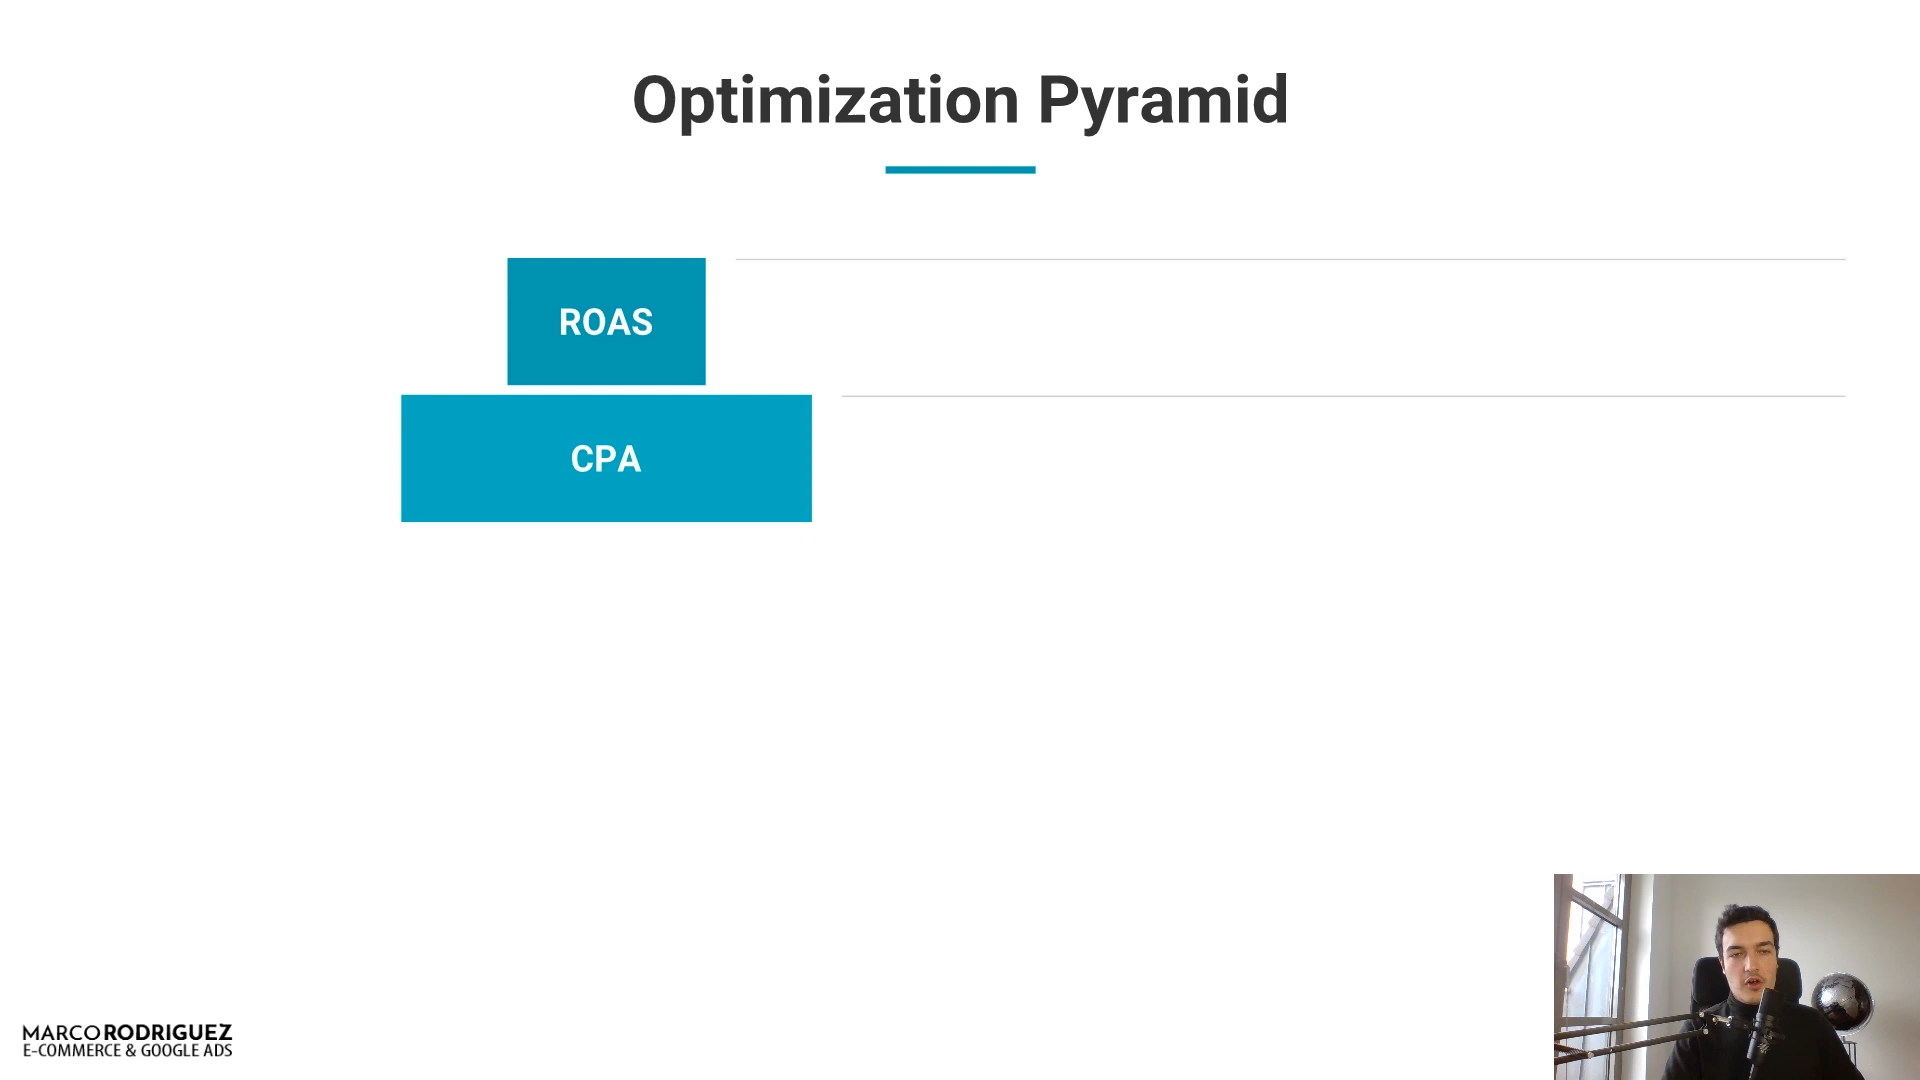 Optimization Pyramid
ROAS
CPA
MARCO RODRIGUEZ
E-COMMERCE & GOOGLE ADS